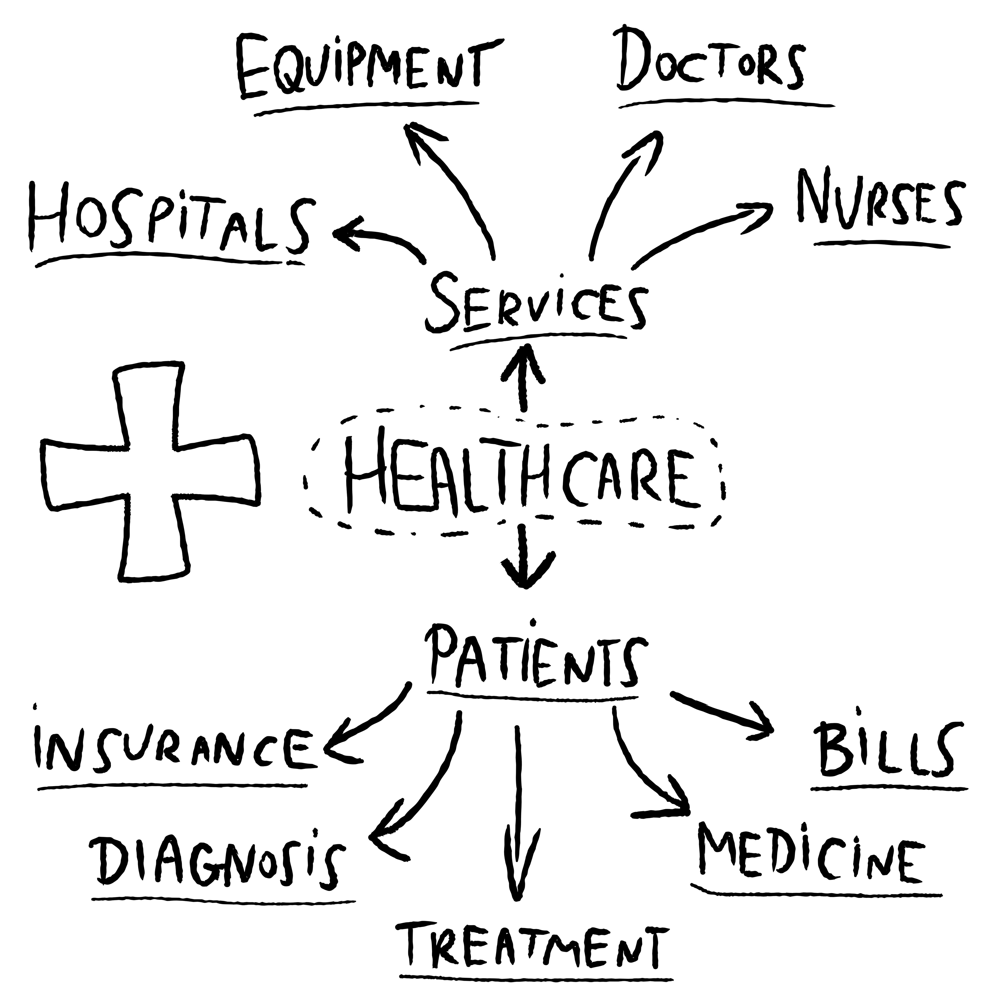 EQUiPMENT
DOCTORS
HOSPiTALS
NURSES
SERViCES
HEALTHCARE
PATiENTS
iNSURANCE
BiLLS
DIAGNOSiS
MEDiCiNE
TREATMENT